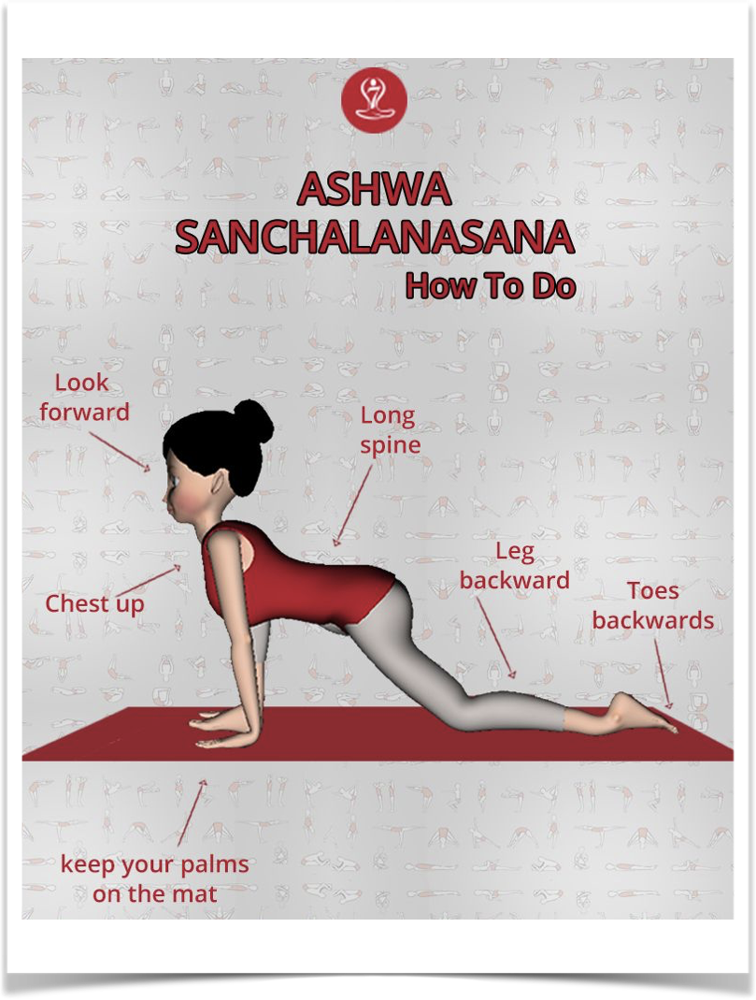 ASHWA
SANCHALANASANA
How To Do
Look
forward
Long
spine
Leg
backward
Toes
backwards
Chest up
keep your palms
on the mat